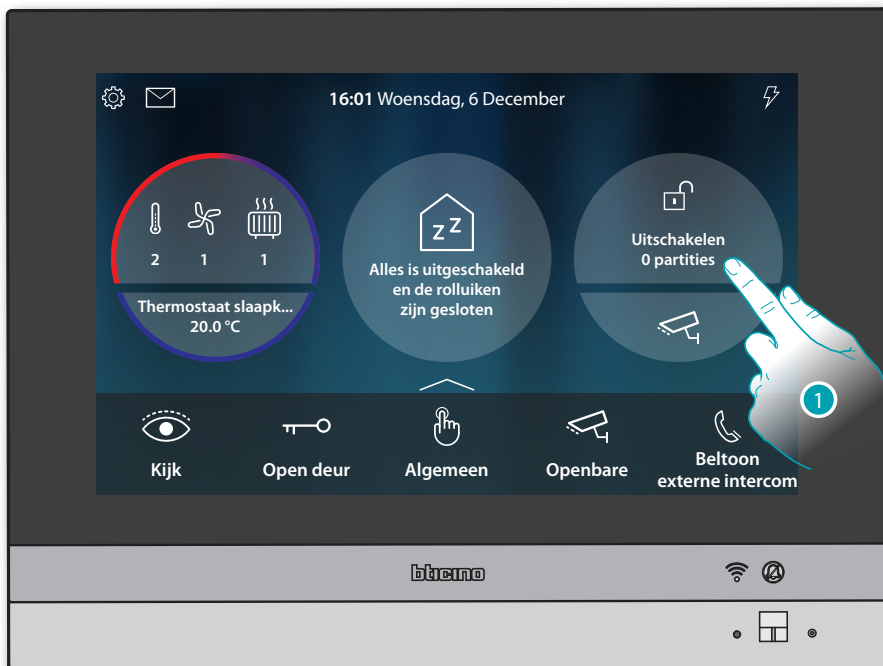 16:01 Woensdag, 6 December
2 1 1
Thermostaat slaapk...
20.0 °C
z z
Alles is uitgeschakeld
en de rolluiken
zijn gesloten
Uitschakelen
0 partities
1
Kijk
Open deur
Algemeen
Openbare
Beltoon
externe intercom
bticino